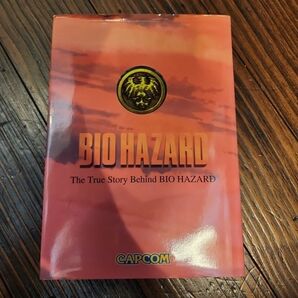 BIO HAZARD
The True Story Behind BIO HAZARD
CAPCOM